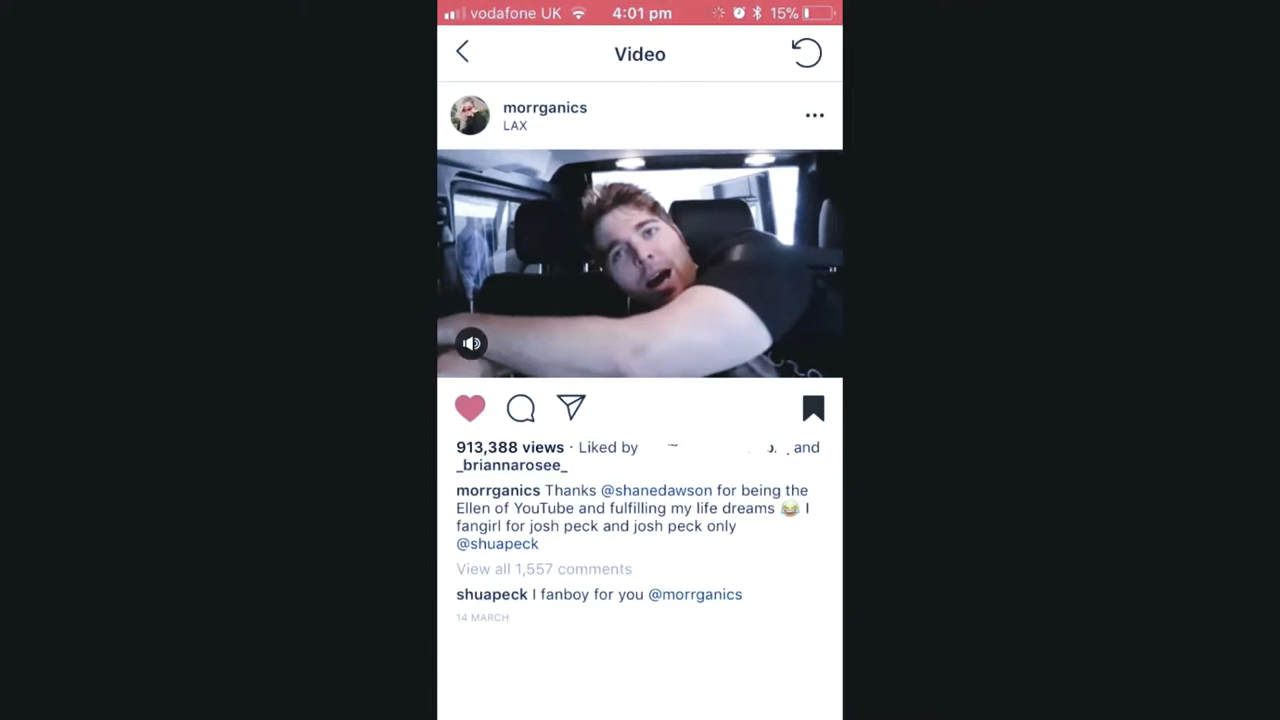 vodafone UK 4:01 pm 15%
Video
morrganics
LAX
913,388 views · Liked by and
_briannarosee_
morrganics Thanks @shanedawson for being the
Ellen of YouTube and fulfilling my life dreams 😂 I
fangirl for josh peck and josh peck only
@shuapeck
View all 1,557 comments
shuapeck I fanboy for you @morrganics
14 MARCH